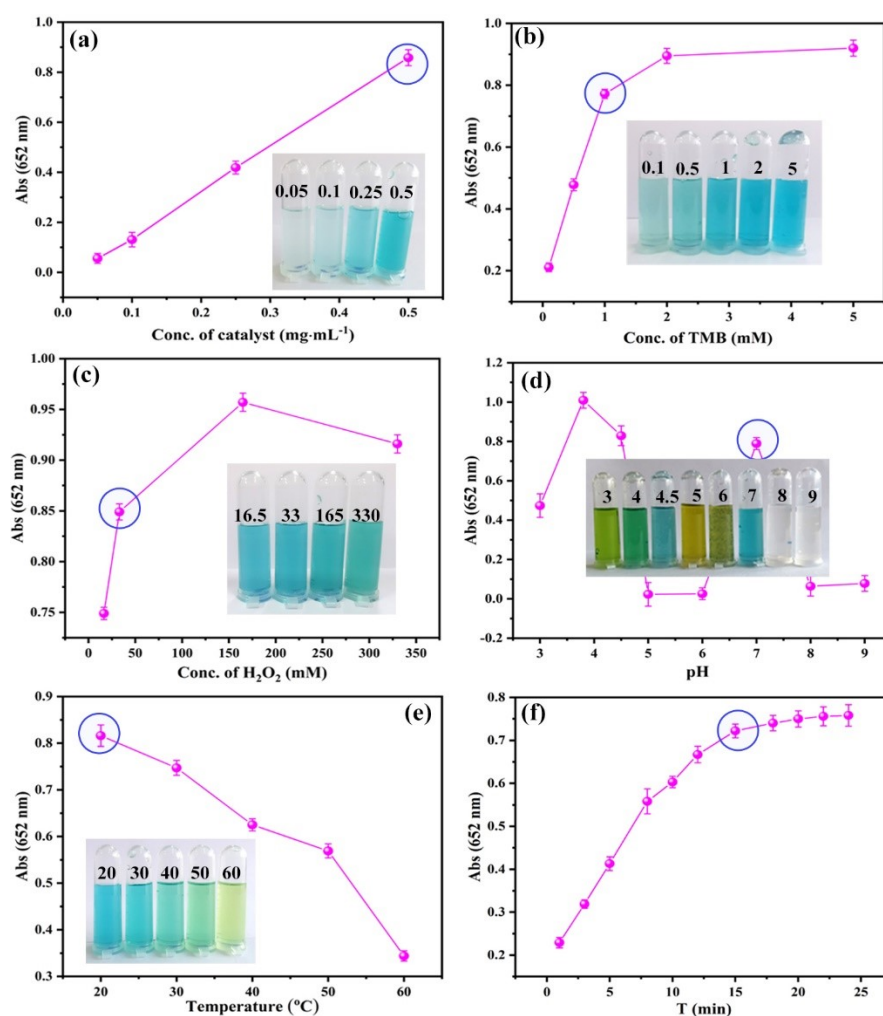 (a)
Abs (652 nm)
1.0
0.8
0.6
0.4
0.2
0.0
0.05 0.1 0.25 0.5
0.0 0.1 0.2 0.3 0.4 0.5
Conc. of catalyst (mg·mL⁻¹)
(b)
Abs (652 nm)
1.0
0.8
0.6
0.4
0.2
0.1 0.5 1 2 5
0 1 2 3 4 5
Conc. of TMB (mM)
(c)
Abs (652 nm)
1.00
0.95
0.90
0.85
0.80
0.75
16.5 33 165 330
0 50 100 150 200 250 300 350
Conc. of H₂O₂ (mM)
(d)
Abs (652 nm)
1.2
1.0
0.8
0.6
0.4
0.2
0.0
-0.2
3 4 4.5 5 6 7 8 9
3 4 5 6 7 8 9
pH
(e)
Abs (652 nm)
0.9
0.8
0.7
0.6
0.5
0.4
0.3
20 30 40 50 60
20 30 40 50 60
Temperature (ºC)
(f)
Abs (652 nm)
0.8
0.7
0.6
0.5
0.4
0.3
0.2
0 5 10 15 20 25
T (min)